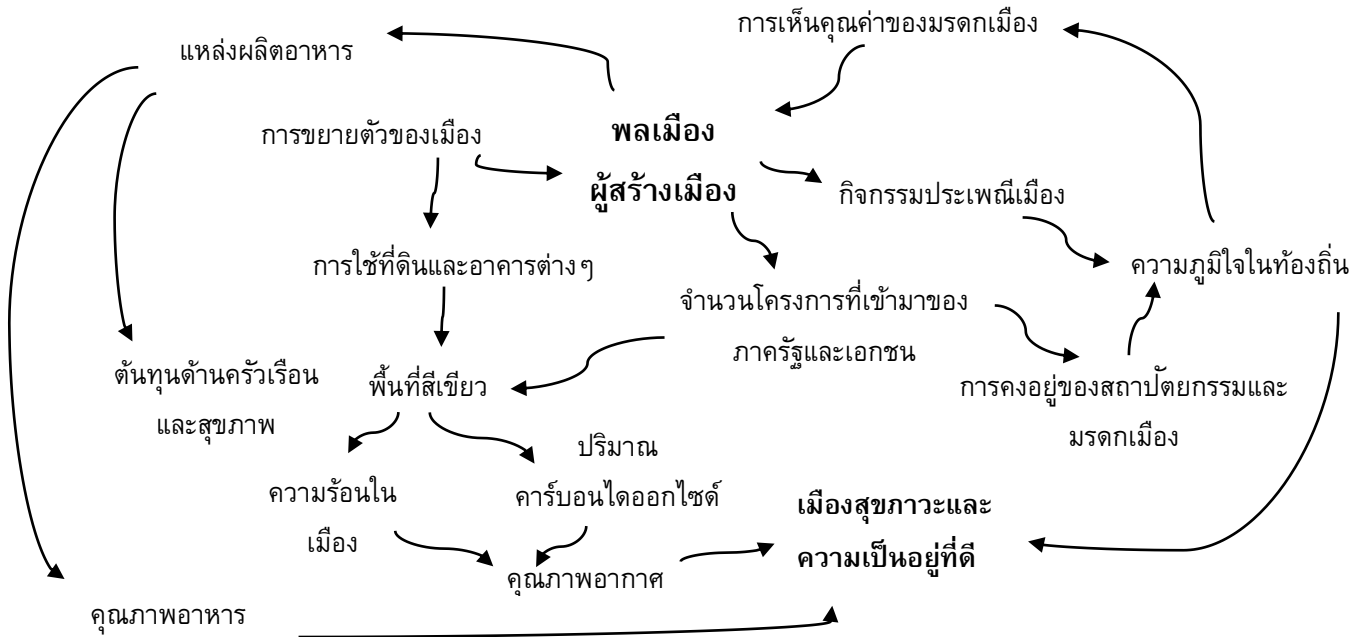 การเห็นคุณค่าของมรดกเมือง
แหล่งผลิตอาหาร
การขยายตัวของเมือง
พลเมือง
ผู้สร้างเมือง
กิจกรรมประเพณีเมือง
การใช้ที่ดินและอาคารต่างๆ
ความภูมิใจในท้องถิ่น
จำนวนโครงการที่เข้ามาของ
ภาครัฐและเอกชน
ต้นทุนด้านครัวเรือน
และสุขภาพ
พื้นที่สีเขียว
การคงอยู่ของสถาปัตยกรรมและ
มรดกเมือง
ความร้อนใน
เมือง
ปริมาณ
คาร์บอนไดออกไซด์
เมืองสุขภาวะและ
ความเป็นอยู่ที่ดี
คุณภาพอากาศ
คุณภาพอาหาร